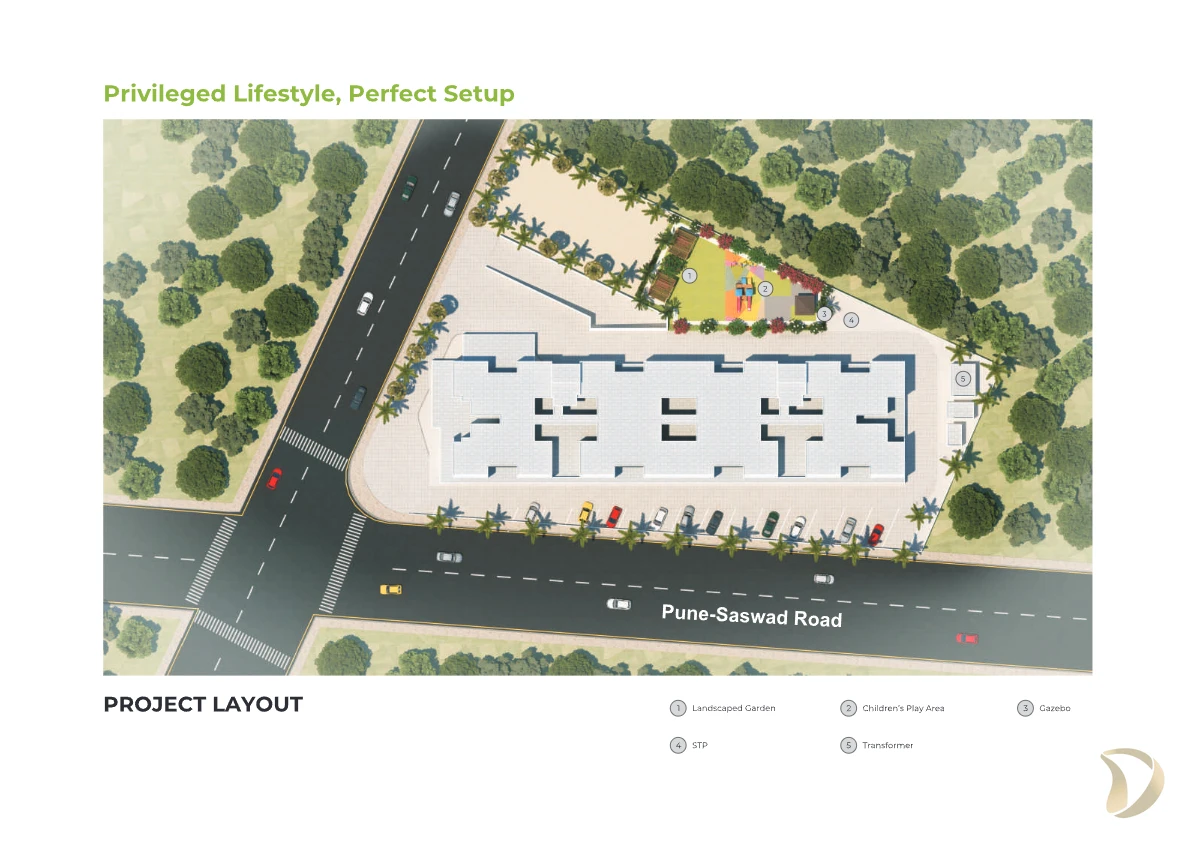 Privileged Lifestyle, Perfect Setup
1
2
3
4
5
Pune-Saswad Road
PROJECT LAYOUT
1 Landscaped Garden
2 Children's Play Area
3 Gazebo
4 STP
5 Transformer